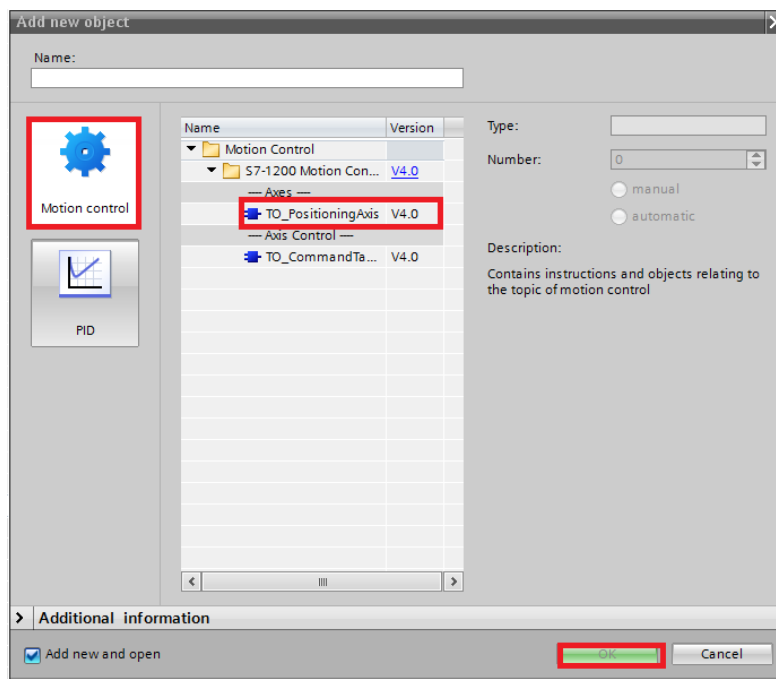 Add new object
Name:
Motion control
PID
Name Version
Motion Control
S7-1200 Motion Con... V4.0
--- Axes ---
TO_PositioningAxis V4.0
--- Axis Control ---
TO_CommandTa... V4.0
Type:
Number: 0
manual
automatic
Description:
Contains instructions and objects relating to
the topic of motion control
Additional information
Add new and open
OK Cancel